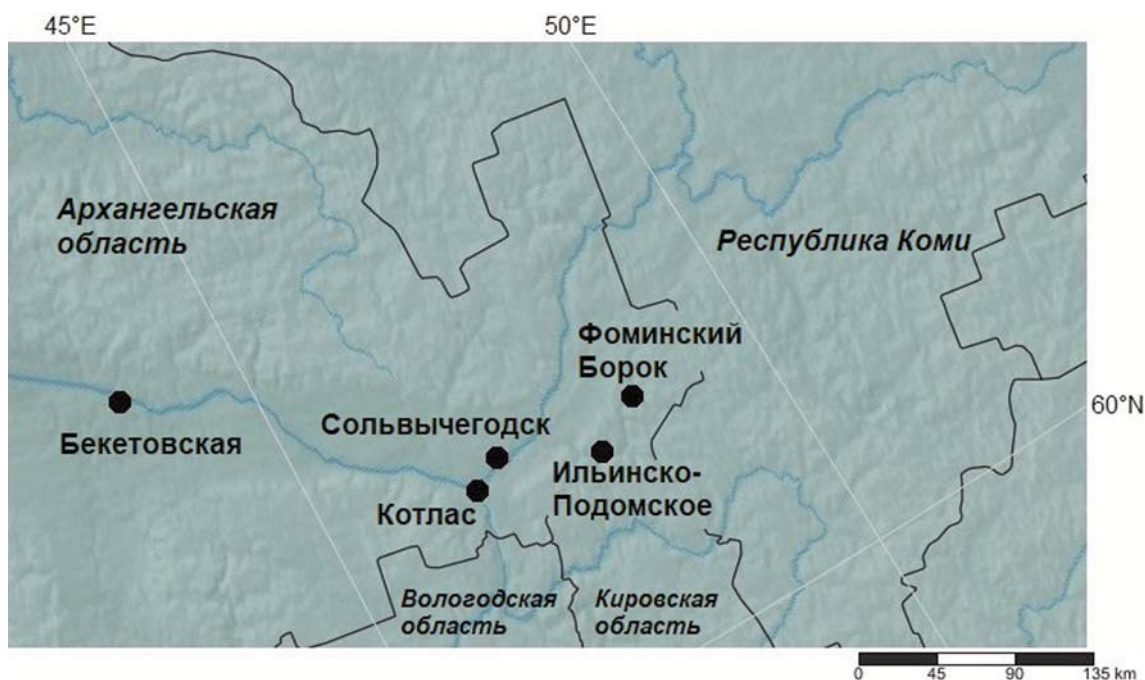 45°E
50°E
Архангельская
область
Республика Коми
Фоминский
Борок
60°N
Сольвычегодск
Бекетовская
Ильинско-
Подомское
Котлас
Вологодская
область
Кировская
область
0 45 90 135 km